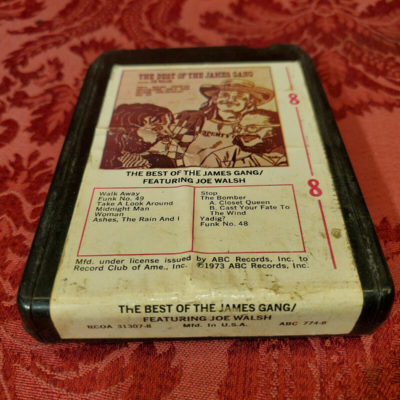 THE BEST OF THE JAMES GANG
8
THE BEST OF THE JAMES GANG/
FEATURING JOE WALSH
8
Walk Away
Funk No. 49
Take A Look Around
Midnight Man
Woman
Ashes, The Rain And I
Stop
The Bomber
A. Closet Queen
B. Cast Your Fate To
The Wind
Yadig?
Funk No. 48
Mfd. under license issued by ABC Records, Inc. to
Record Club of Ame., Inc. ©1973 ABC Records, Inc.
THE BEST OF THE JAMES GANG/
FEATURING JOE WALSH
RCOA 31307-8 Mfd. In U.S.A. ABC 774-8